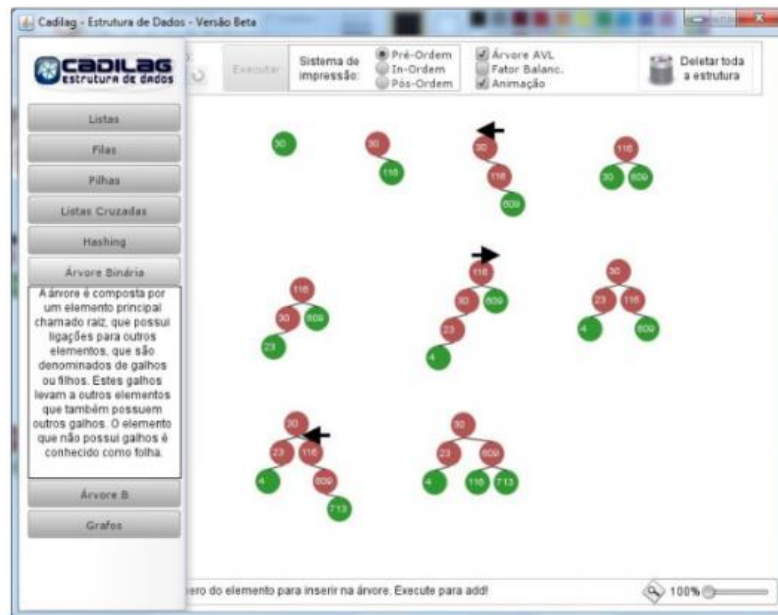 Cadilag - Estrutura de Dados - Versão Beta
CADILAG
estrutura de dados
Executar
Sistema de
impressão:
Pré-Ordem
In-Ordem
Pós-Ordem
Árvore AVL
Fator Balanc.
Animação
Deletar toda
a estrutura
Listas
Filas
Pilhas
Listas Cruzadas
Hashing
Árvore Binária
A árvore é composta por
um elemento principal
chamado raiz, que possui
ligações para outros
elementos, que são
denominados de galhos
ou filhos. Estes galhos
levam a outros elementos
que também possuem
outros galhos. O elemento
que não possui galhos é
conhecido como folha.
Árvore B
Grafos
30
30
116
30
116
609
116
30 609
116
30 609
23
116
30 609
23
4
30
23 116
4 609
30
23 116
4 609
713
30
23 609
4 116 713
ero do elemento para inserir na árvore. Execute para add!
100%